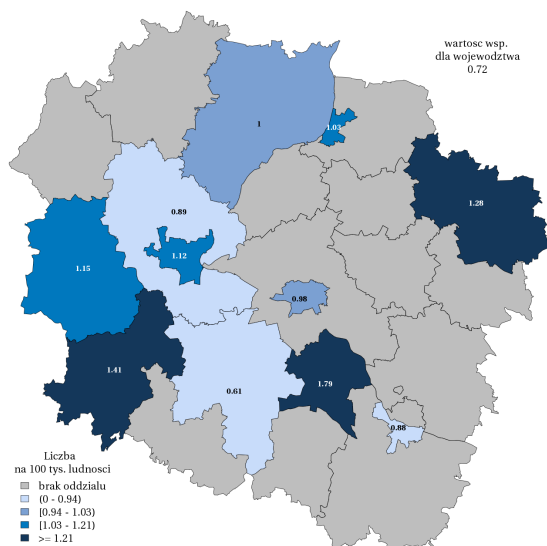 wartosc wsp.
dla wojewodztwa
0.72
1
1.03
0.89
1.28
1.12
1.15
0.98
1.41
0.61
1.79
0.88
Liczba
na 100 tys. ludnosci
brak oddzialu
(0 - 0.94)
[0.94 - 1.03)
[1.03 - 1.21)
>= 1.21